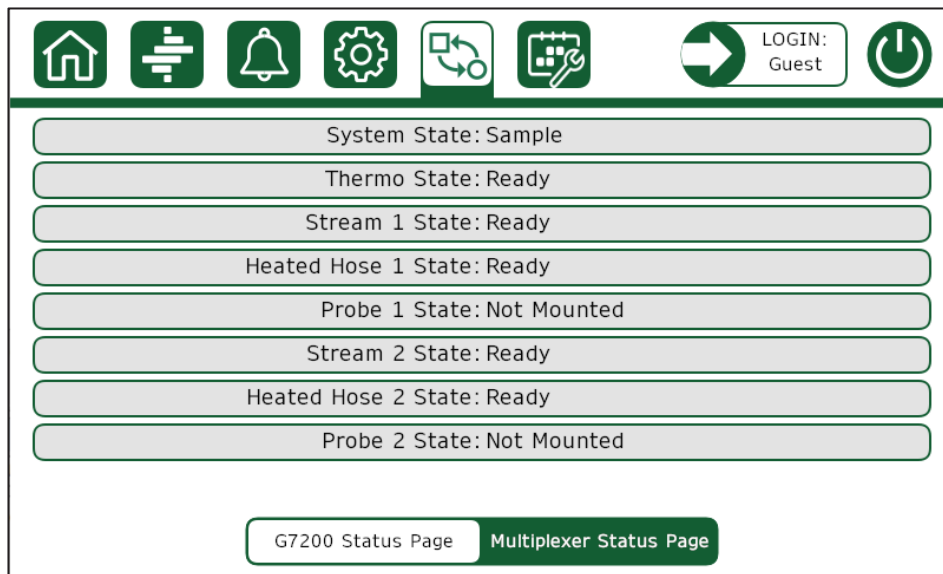 LOGIN:
Guest
System State: Sample
Thermo State: Ready
Stream 1 State: Ready
Heated Hose 1 State: Ready
Probe 1 State: Not Mounted
Stream 2 State: Ready
Heated Hose 2 State: Ready
Probe 2 State: Not Mounted
G7200 Status Page Multiplexer Status Page